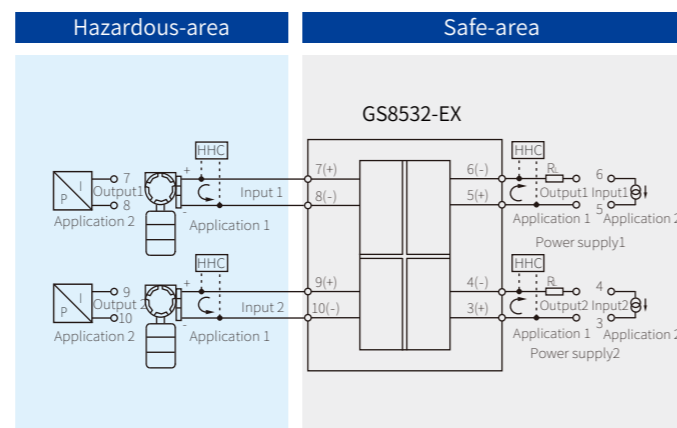 Hazardous-area
Safe-area
GS8532-EX
HHC
7
I
P
Output1
8
Application 2
+
-
Input 1
Application 1
7(+)
8(-)
6(-)
5(+)
HHC
RL
Output1
Application 1
6
Input1
5
Application 2
Power supply1
HHC
9
I
P
Output 2
10
Application 2
+
-
Input 2
Application 1
9(+)
10(-)
4(-)
3(+)
HHC
RL
Output2
Application 1
4
Input2
3
Application 2
Power supply2